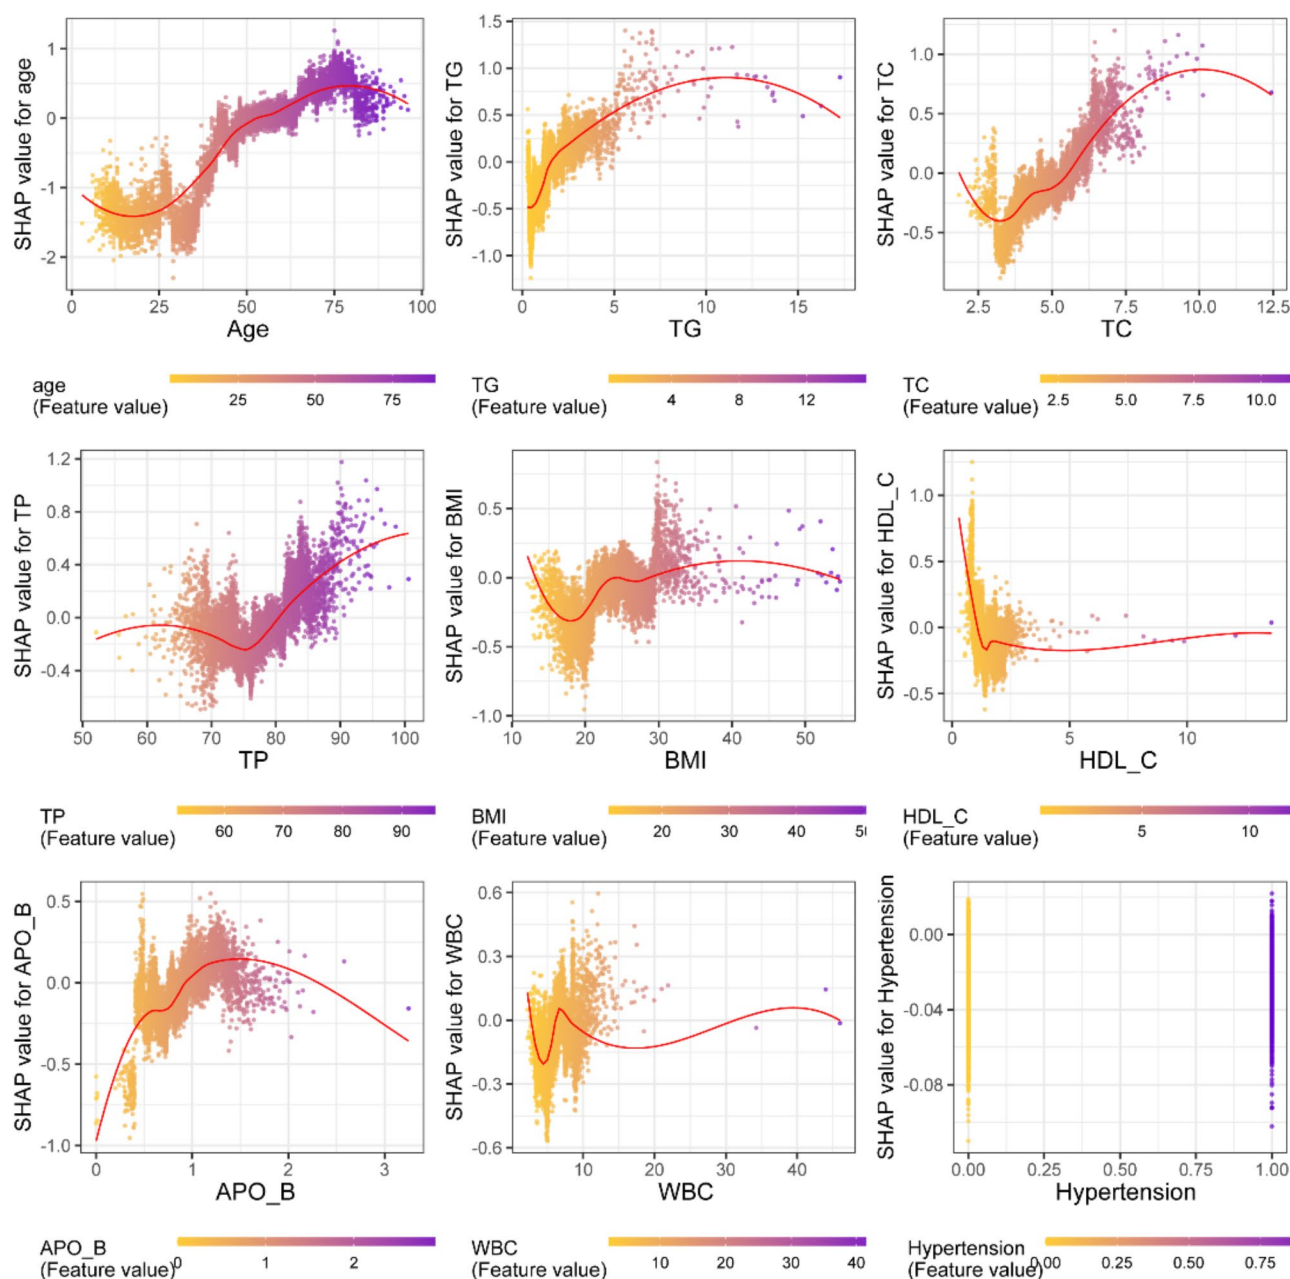 SHAP value for age
1
0
-1
-2
0 25 50 75 100
Age
age
(Feature value)
25 50 75
SHAP value for TG
1.5
1.0
0.5
0.0
-0.5
-1.0
0 5 10 15
TG
TG
(Feature value)
4 8 12
SHAP value for TC
1.0
0.5
0.0
-0.5
2.5 5.0 7.5 10.0 12.5
TC
TC
(Feature value)
2.5 5.0 7.5 10.0
SHAP value for TP
1.2
0.8
0.4
0.0
-0.4
50 60 70 80 90 100
TP
TP
(Feature value)
60 70 80 90
SHAP value for BMI
0.5
0.0
-0.5
-1.0
10 20 30 40 50
BMI
BMI
(Feature value)
20 30 40 50
SHAP value for HDL_C
1.0
0.5
0.0
-0.5
0 5 10
HDL_C
HDL_C
(Feature value)
5 10
SHAP value for APO_B
0.5
0.0
-0.5
-1.0
0 1 2 3
APO_B
APO_B
(Feature value)
0 1 2
SHAP value for WBC
0.6
0.3
0.0
-0.3
-0.6
10 20 30 40
WBC
WBC
(Feature value)
10 20 30 40
SHAP value for Hypertension
0.00
-0.04
-0.08
0.00 0.25 0.50 0.75 1.00
Hypertension
Hypertension
(Feature value)
0.00 0.25 0.50 0.75